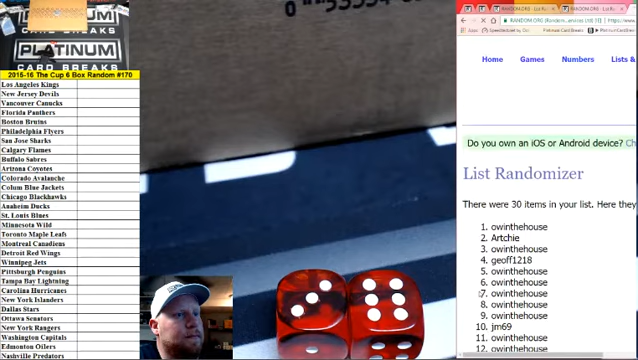 PLATINUM
CARD BREAKS
2015-16 The Cup 6 Box Random #170
Los Angeles Kings
New Jersey Devils
Vancouver Canucks
Florida Panthers
Boston Bruins
Philadelphia Flyers
San Jose Sharks
Calgary Flames
Buffalo Sabres
Arizona Coyotes
Colorado Avalanche
Colum Blue Jackets
Chicago Blackhawks
Anaheim Ducks
St. Louis Blues
Minnesota Wild
Toronto Maple Leafs
Montreal Canadiens
Detroit Red Wings
Winnipeg Jets
Pittsburgh Penguins
Tampa Bay Lightning
Carolina Hurricanes
New York Islanders
Dallas Stars
Ottawa Senators
New York Rangers
Washington Capitals
Edmonton Oilers
Nashville Predators
Home Games Numbers Lists &
Do you own an iOS or Android device?
List Randomizer
There were 30 items in your list. Here they
1. owinthehouse
2. Artchie
3. owinthehouse
4. geoff1218
5. owinthehouse
6. owinthehouse
7. owinthehouse
8. owinthehouse
9. owinthehouse
10. jm69
11. owinthehouse
12. owinthehouse